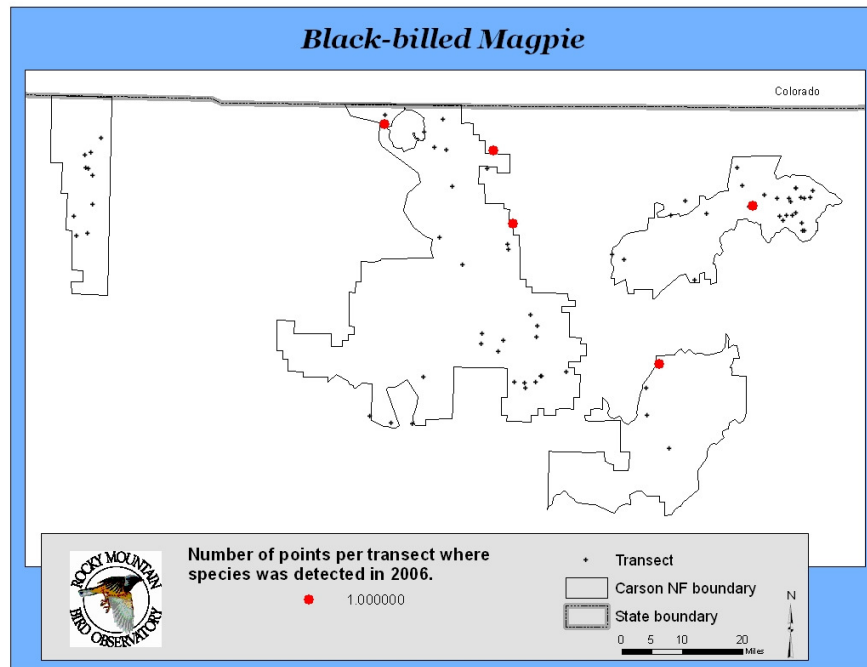 Black-billed Magpie
Colorado
Number of points per transect where
species was detected in 2006.
1.000000
Transect
Carson NF boundary
State boundary
0 5 10 20
Miles
N
ROCKY MOUNTAIN
BIRD OBSERVATORY